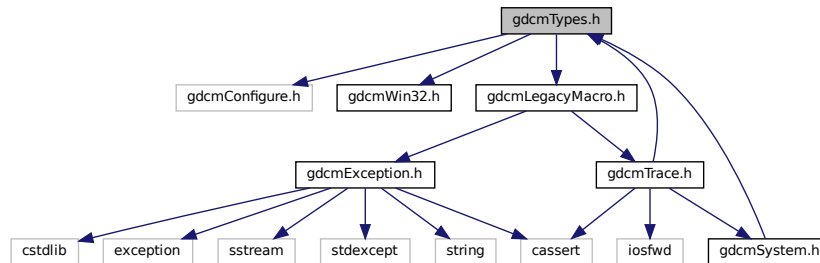 gdcmTypes.h
gdcmConfigure.h
gdcmWin32.h
gdcmLegacyMacro.h
gdcmException.h
gdcmTrace.h
cstdlib
exception
sstream
stdexcept
string
cassert
iosfwd
gdcmSystem.h